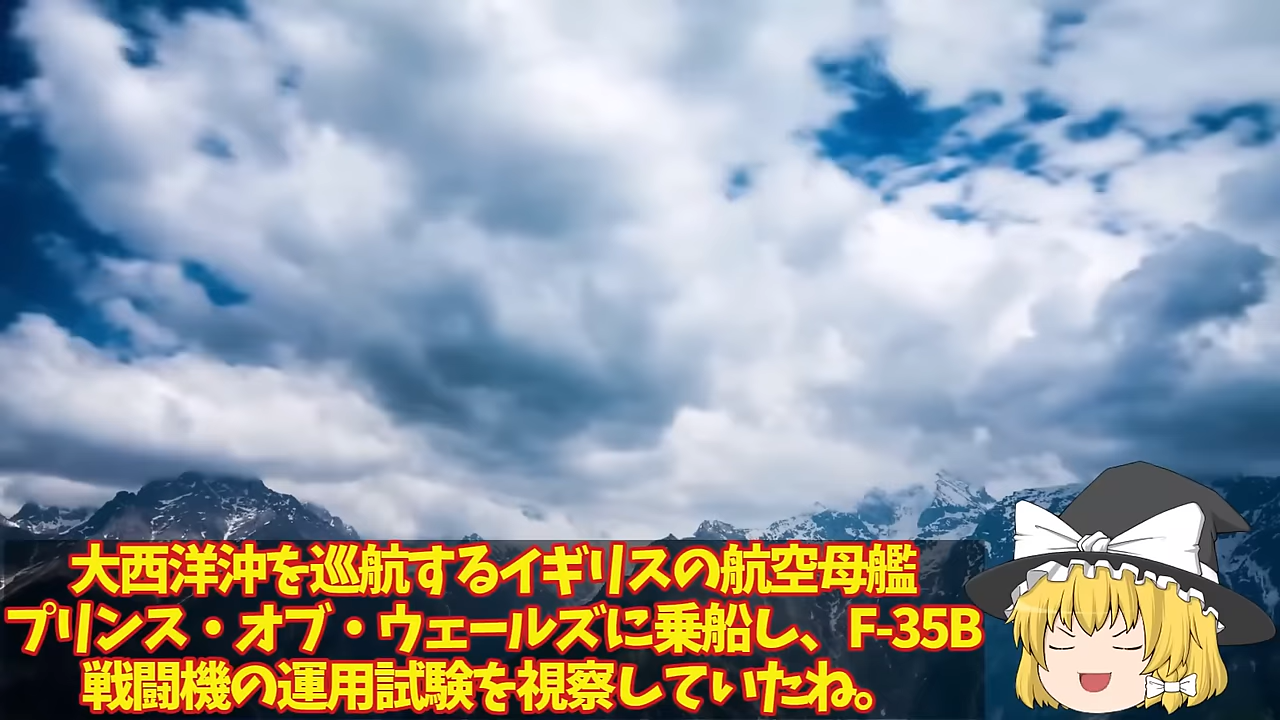 大西洋沖を巡航するイギリスの航空母艦
プリンス・オブ・ウェールズに乗船し、F-35B
戦闘機の運用試験を視察していたね。